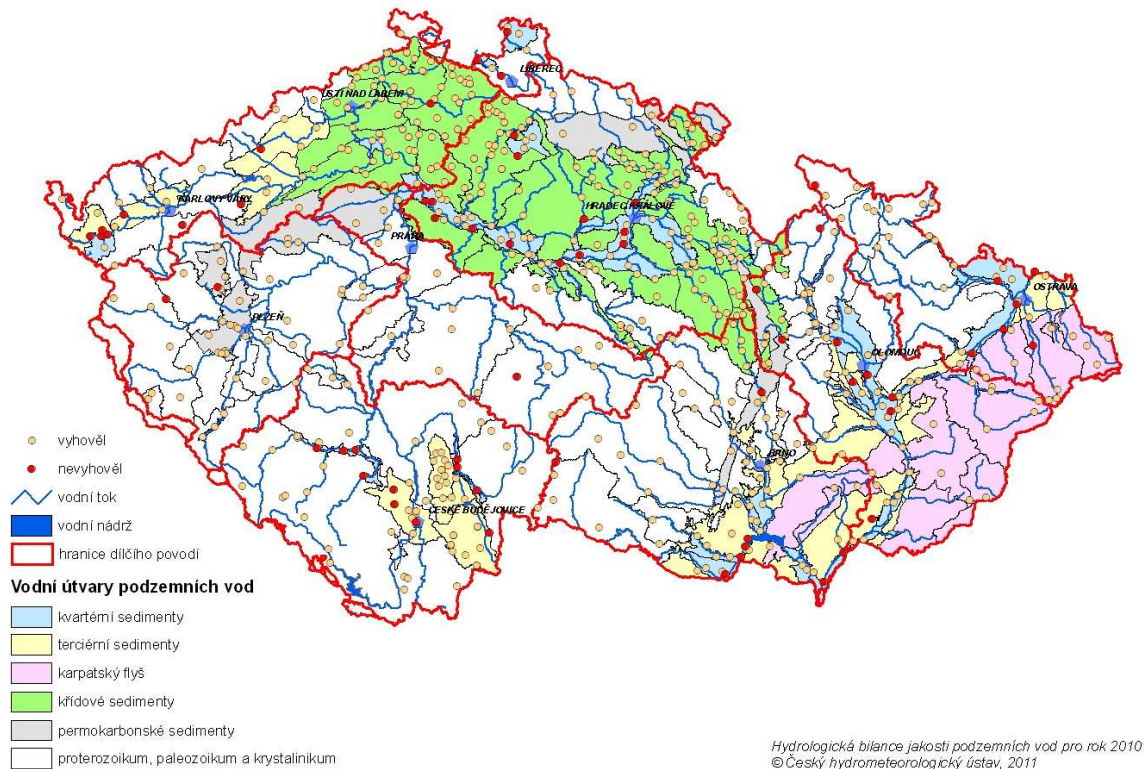 LIBEREC
ÚSTÍ NAD LABEM
KARLOVY VARY
HRADEC KRÁLOVÉ
PRAHA
OSTRAVA
PLZEŇ
OLOMOUC
BRNO
ČESKÉ BUDĚJOVICE
vyhověl
nevyhověl
vodní tok
vodní nádrž
hranice dílčího povodí
Vodní útvary podzemních vod
kvartérní sedimenty
terciérní sedimenty
karpatský flyš
křídové sedimenty
permokarbonské sedimenty
proterozoikum, paleozoikum a krystalinikum
Hydrologická bilance jakosti podzemních vod pro rok 2010
© Český hydrometeorologický ústav, 2011